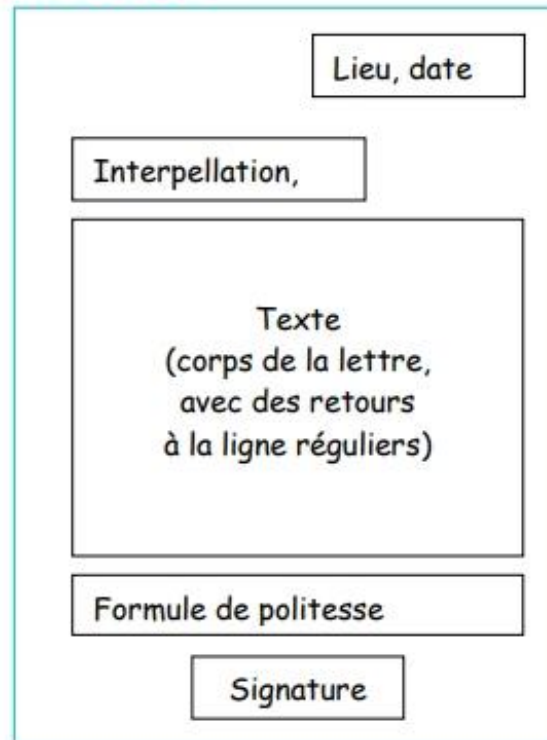 Lieu, date
Interpellation,
Texte
(corps de la lettre,
avec des retours
à la ligne réguliers)
Formule de politesse
Signature